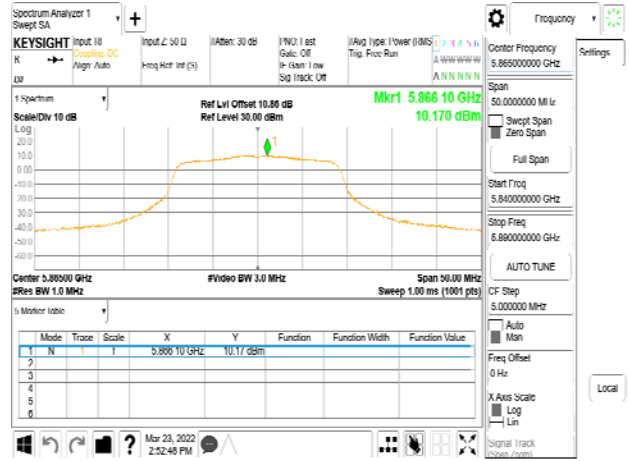 Spectrum Analyzer 1
Swept SA
+
Frequency
KEYSIGHT
Input: RF
Coupling: DC
Align: Auto
Input Z: 50 Ω
Freq Ref: Int (S)
#Atten: 30 dB
PNO: Fast
Gate: Off
IF Gain: Low
Sig Track: Off
#Avg Type: Power (RMS
Trig: Free Run
1 2 3 4 5 6
A W W W W W
A N N N N N
Center Frequency
5.865000000 GHz
Settings
Span
50.0000000 MHz
Swept Span
Zero Span
Full Span
Start Freq
5.840000000 GHz
Stop Freq
5.890000000 GHz
AUTO TUNE
CF Step
5.000000 MHz
Auto
Man
Freq Offset
0 Hz
X Axis Scale
Log
Lin
Signal Track
(Span Zoom)
Local
1 Spectrum
Scale/Div 10 dB
Ref Lvl Offset 10.86 dB
Ref Level 30.00 dBm
Mkr1 5.866 10 GHz
10.170 dBm
Log
20.0
10.0
0.00
-10.0
-20.0
-30.0
-40.0
-50.0
-60.0
1
Center 5.86500 GHz
#Res BW 1.0 MHz
#Video BW 3.0 MHz
Span 50.00 MHz
Sweep 1.00 ms (1001 pts)
5 Marker Table
Mode Trace Scale X Y Function Function Width Function Value
1 N 1 f 5.866 10 GHz 10.17 dBm
2
3
4
5
6
?
Mar 23, 2022
2:52:48 PM